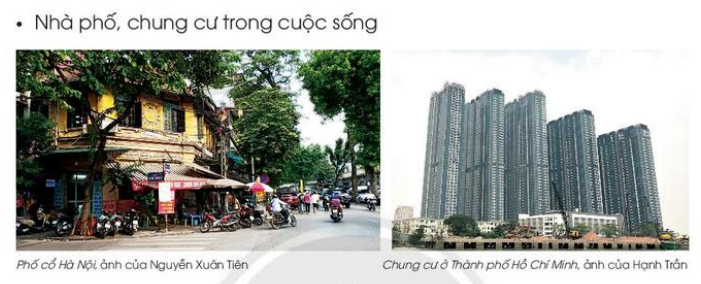 • Nhà phố, chung cư trong cuộc sống
Phố cổ Hà Nội, ảnh của Nguyễn Xuân Tiên
Chung cư ở Thành phố Hồ Chí Minh, ảnh của Hạnh Trần